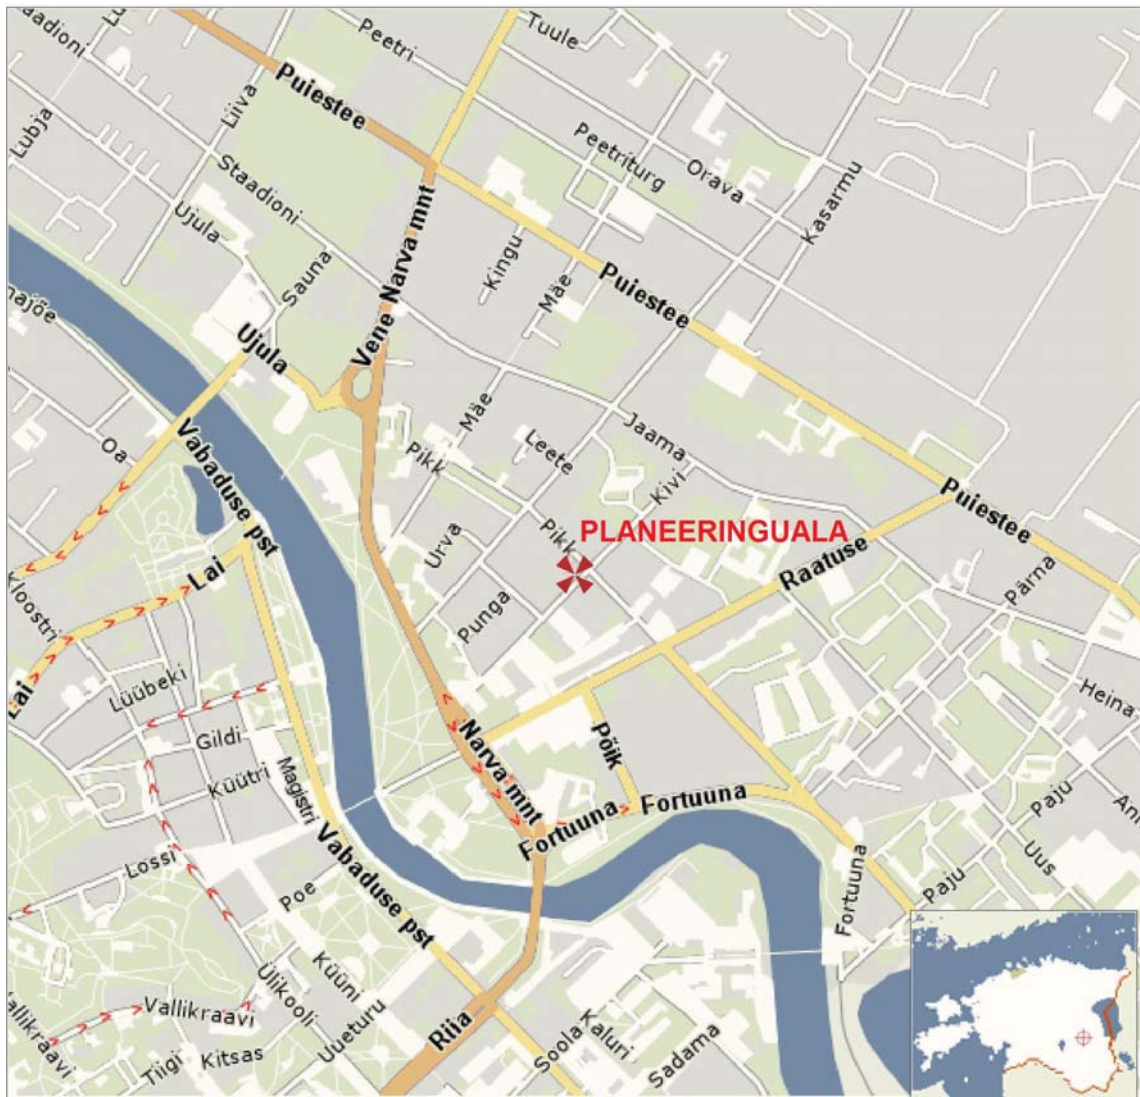 Staadioni
Peetri
Tuule
Lubja
Liiva
Puiestee
Peetriturg
Orava
Kasarmu
Staadioni
Ujula
Sauna
Narva mnt
Kingu
Mäe
Puiestee
Ujula
Vene
Mäe
Jaama
Oa
Vabaduse pst
Pikk
Leete
Kivi
Puiestee
Pikk
PLANEERINGUALA
Urva
Raatuse
Pärna
Kloostri
Lai
Punga
Lai
Lüübeki
Heina
Gildi
Narva mnt
Põik
Küütri
Magistri
Vabaduse pst
Fortuuna
Fortuuna
Paju
Uus
Lossi
Poe
Fortuuna
Paju
Küüni
Ülikooli
Vallikraavi
Vallikraavi
Tiigi
Kitsas
Uueturu
Riia
Soola
Kaluri
Sadama